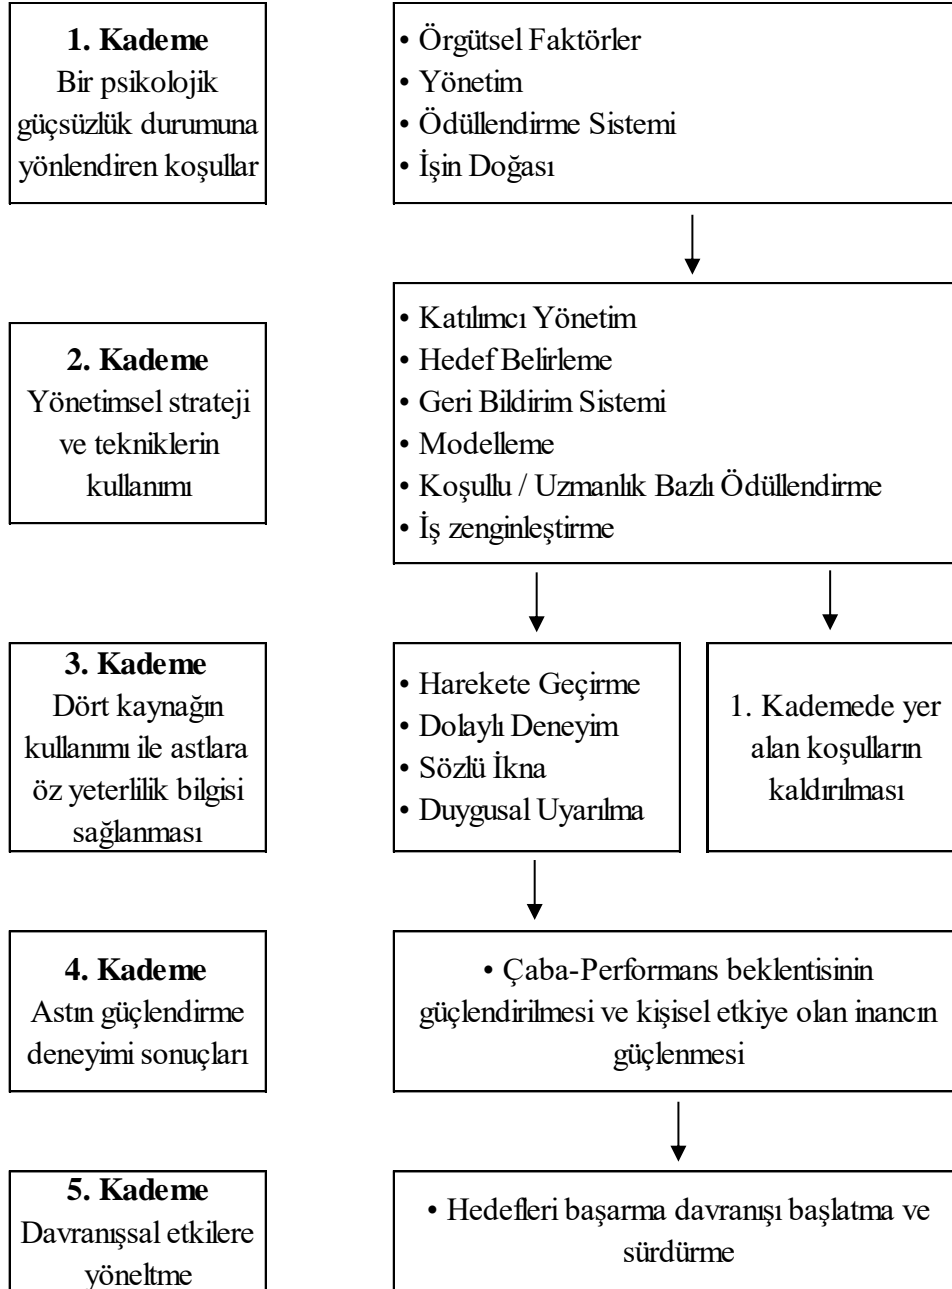 1. Kademe
Bir psikolojik
güçsüzlük durumuna
yönlendiren koşullar
• Örgütsel Faktörler
• Yönetim
• Ödüllendirme Sistemi
• İşin Doğası
2. Kademe
Yönetimsel strateji
ve tekniklerin
kullanımı
• Katılımcı Yönetim
• Hedef Belirleme
• Geri Bildirim Sistemi
• Modelleme
• Koşullu / Uzmanlık Bazlı Ödüllendirme
• İş zenginleştirme
3. Kademe
Dört kaynağın
kullanımı ile astlara
öz yeterlilik bilgisi
sağlanması
• Harekete Geçirme
• Dolaylı Deneyim
• Sözlü İkna
• Duygusal Uyarılma
1. Kademede yer
alan koşulların
kaldırılması
4. Kademe
Astın güçlendirme
deneyimi sonuçları
• Çaba-Performans beklentisinin
güçlendirilmesi ve kişisel etkiye olan inancın
güçlenmesi
5. Kademe
Davranışsal etkilere
yöneltme
• Hedefleri başarma davranışı başlatma ve
sürdürme